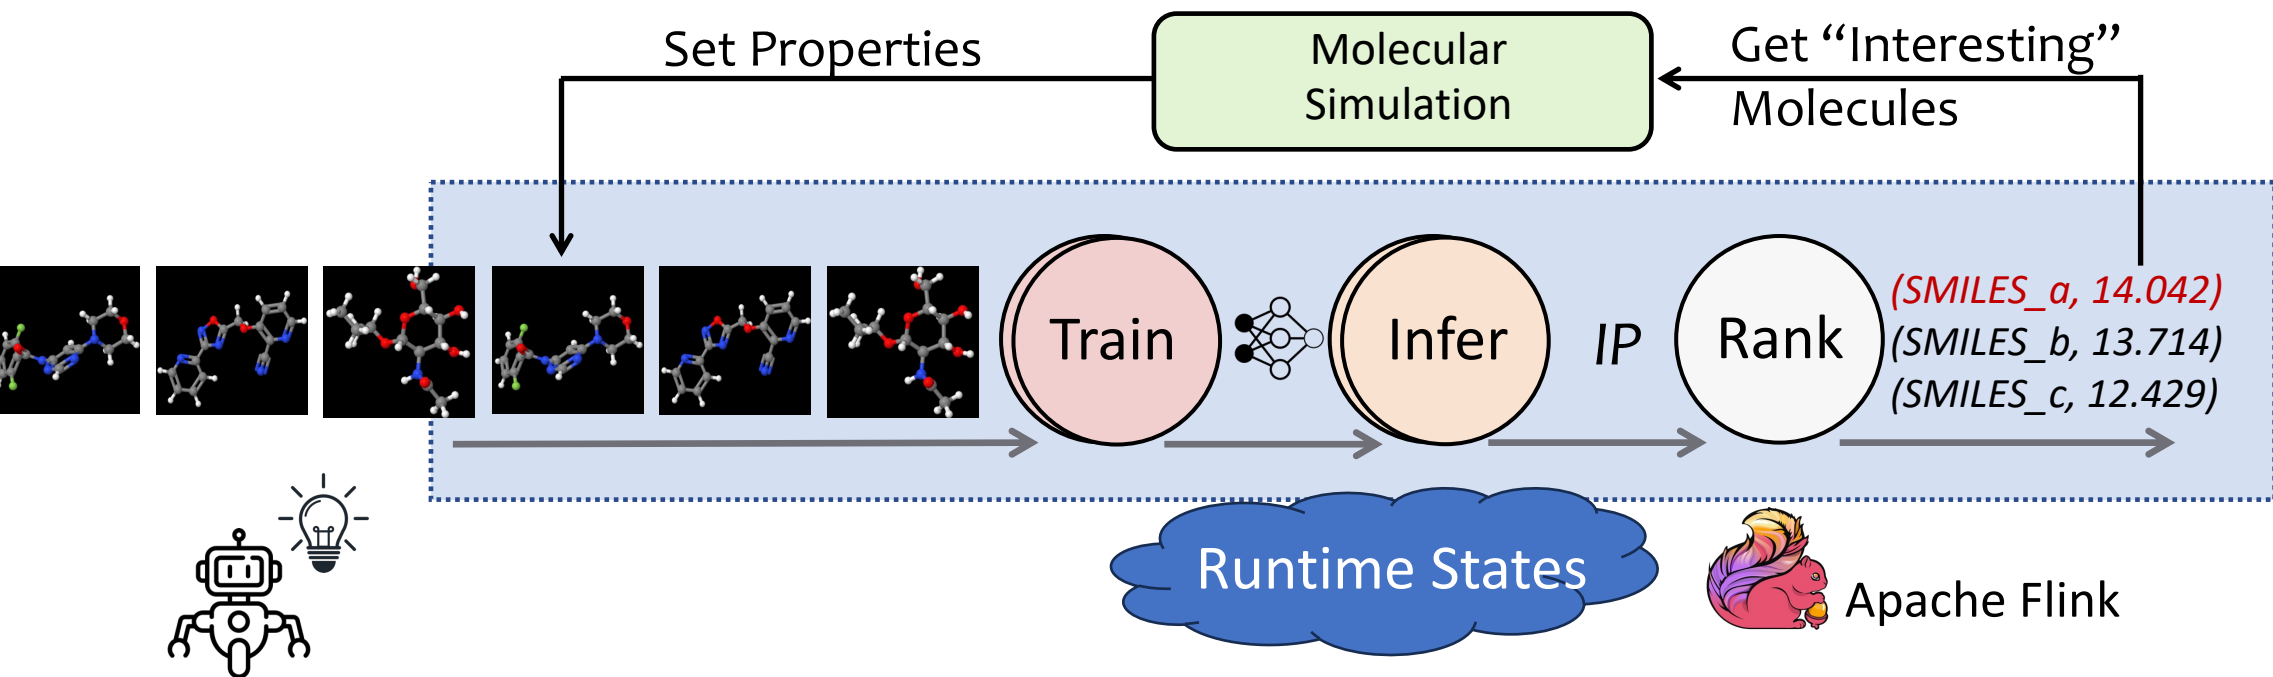 Set Properties
Molecular
Simulation
Get “Interesting”
Molecules
Train
Infer
IP
Rank
(SMILES_a, 14.042)
(SMILES_b, 13.714)
(SMILES_c, 12.429)
Runtime States
Apache Flink